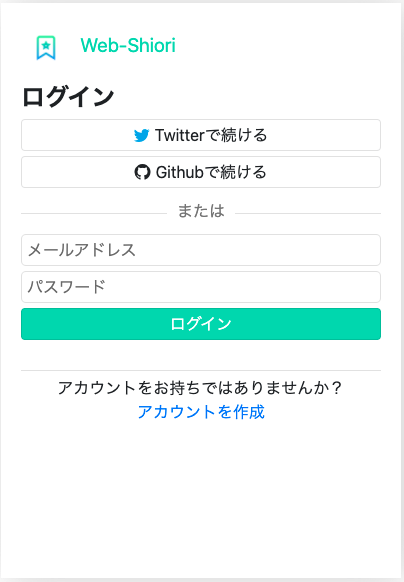 Web-Shiori
ログイン
Twitterで続ける
Githubで続ける
または
メールアドレス
パスワード
ログイン
アカウントをお持ちではありませんか？
アカウントを作成